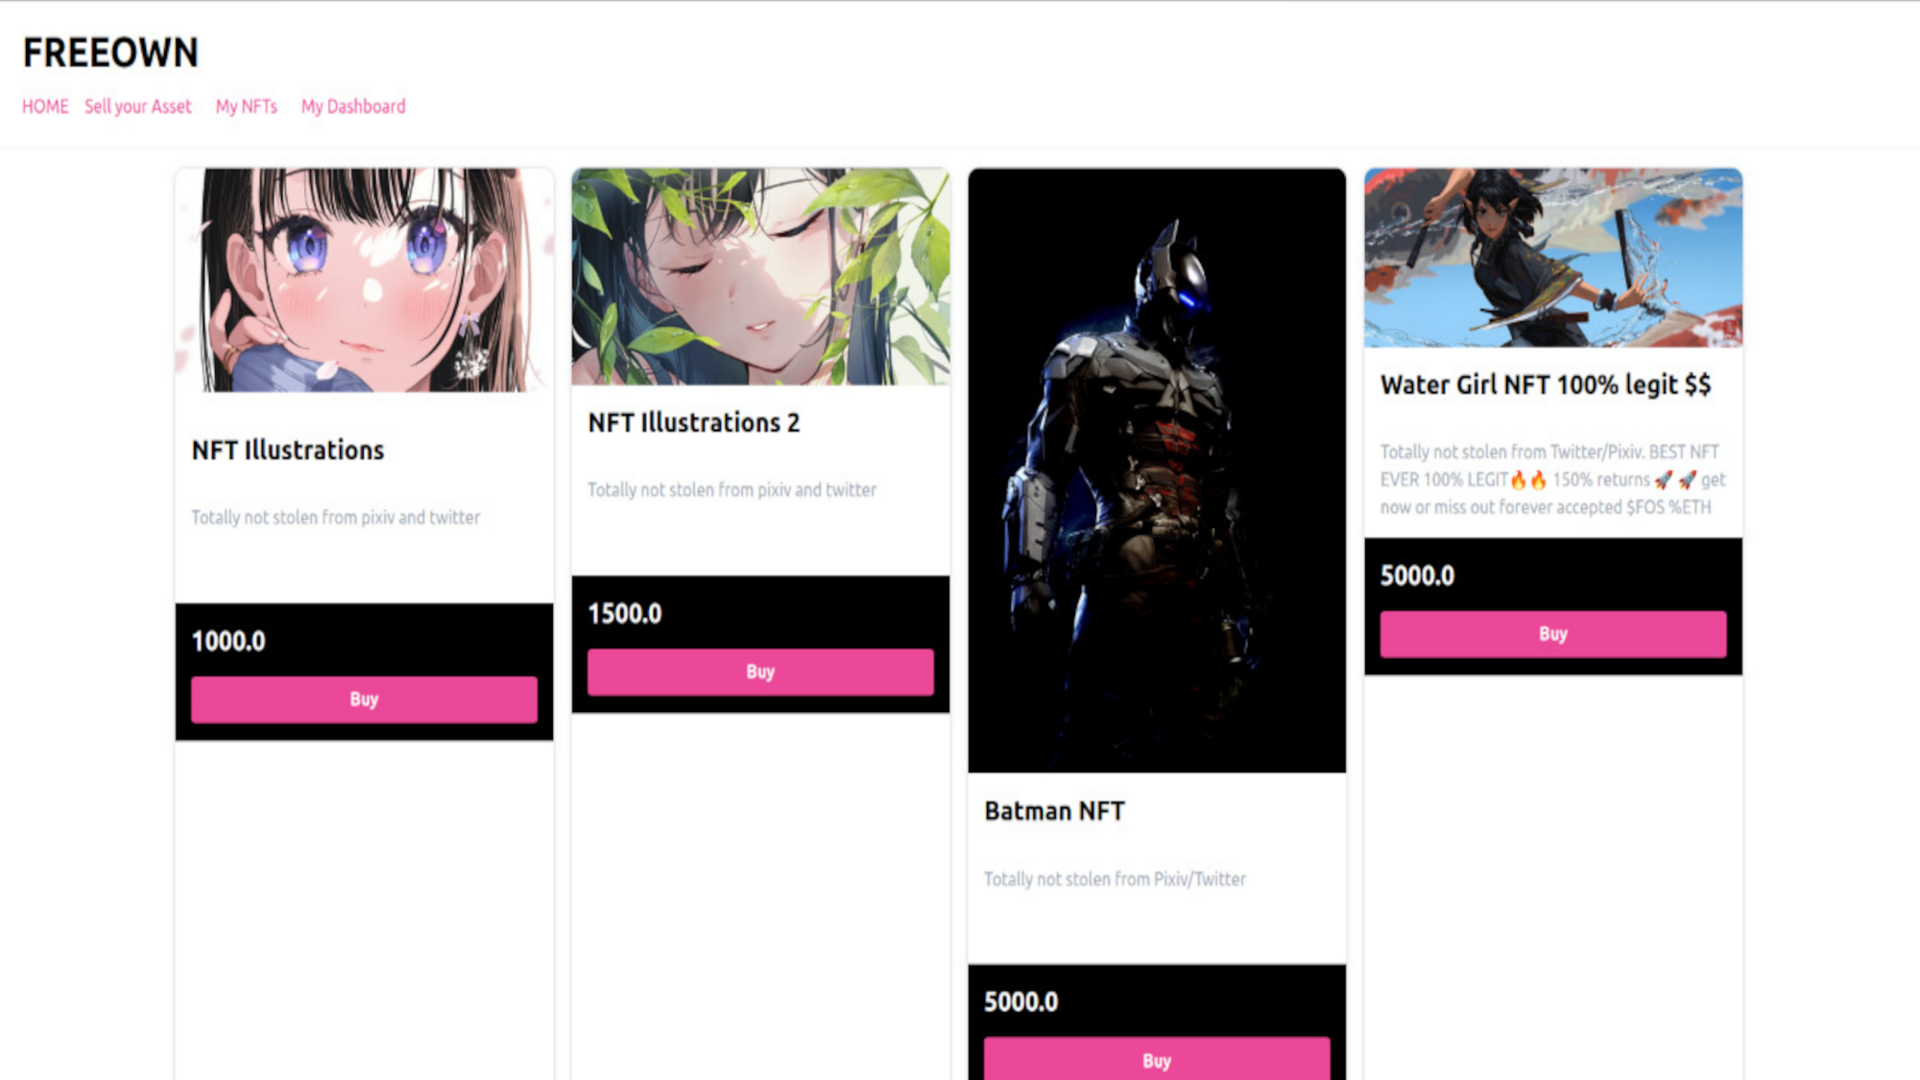 FREEOWN
HOME Sell your Asset My NFTs My Dashboard
NFT Illustrations
Totally not stolen from pixiv and twitter
1000.0
Buy
NFT Illustrations 2
Totally not stolen from pixiv and twitter
1500.0
Buy
Batman NFT
Totally not stolen from Pixiv/Twitter
5000.0
Buy
Water Girl NFT 100% legit $$
Totally not stolen from Twitter/Pixiv. BEST NFT
EVER 100% LEGIT🔥🔥 150% returns 🚀 🚀 get
now or miss out forever accepted $FOS %ETH
5000.0
Buy